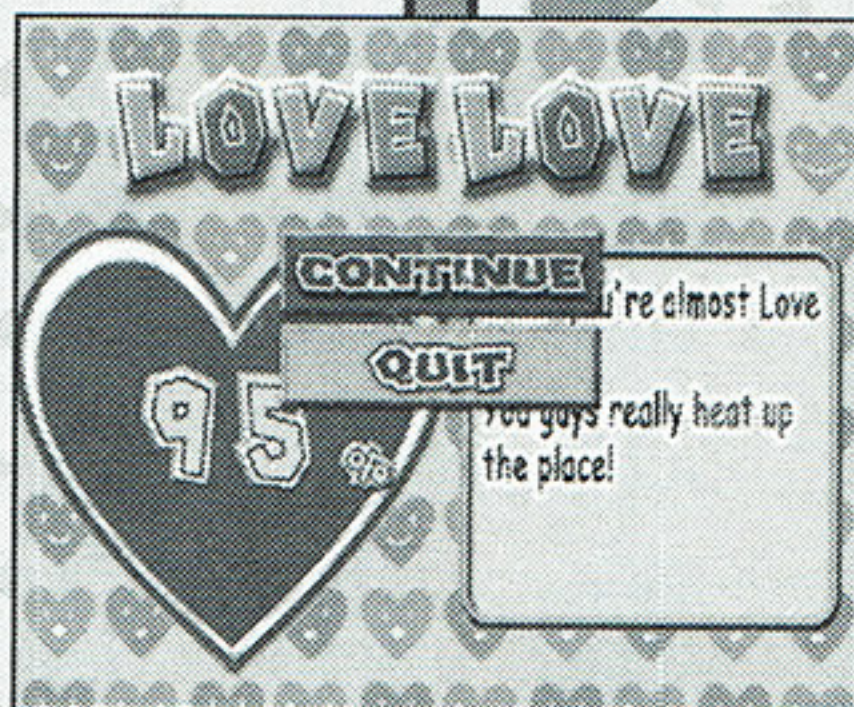 LOVE LOVE
CONTINUE
QUIT
95%
u're almost Love
You guys really heat up
the place!